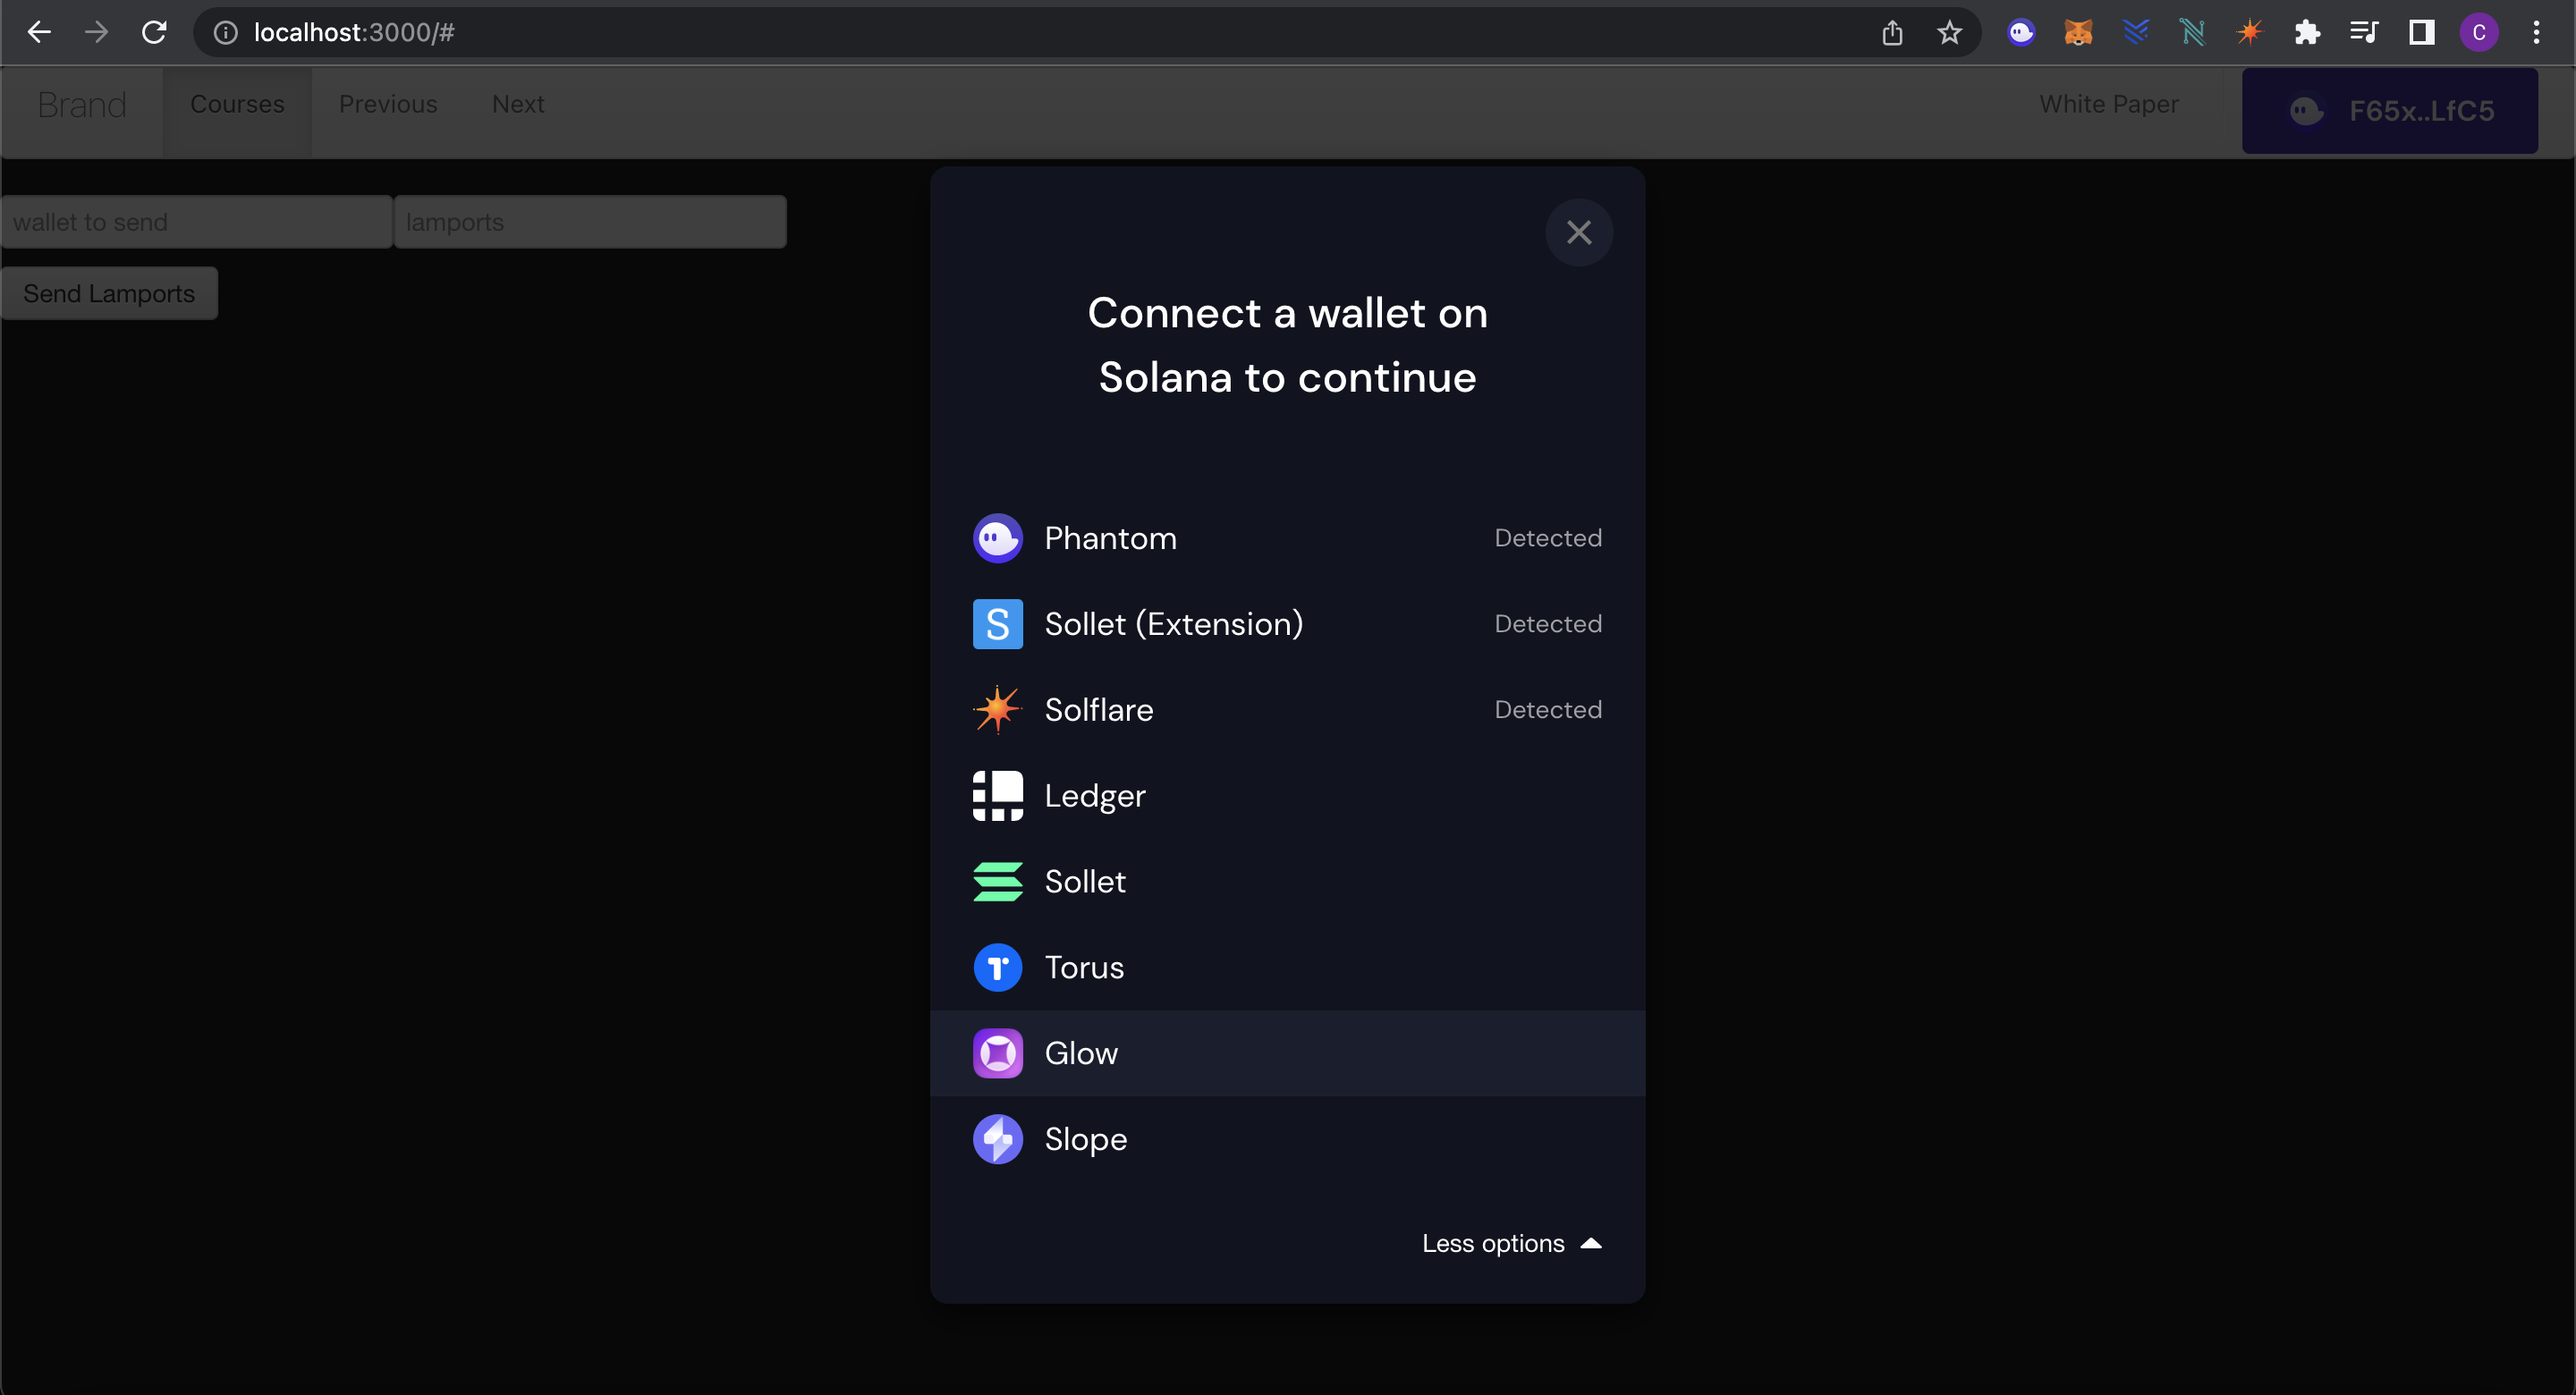 localhost:3000/#
C
Brand
Courses
Previous
Next
White Paper
F65x..LfC5
wallet to send
lamports
Send Lamports
Connect a wallet on
Solana to continue
Phantom Detected
S Sollet (Extension) Detected
Solflare Detected
Ledger
Sollet
Torus
Glow
Slope
Less options